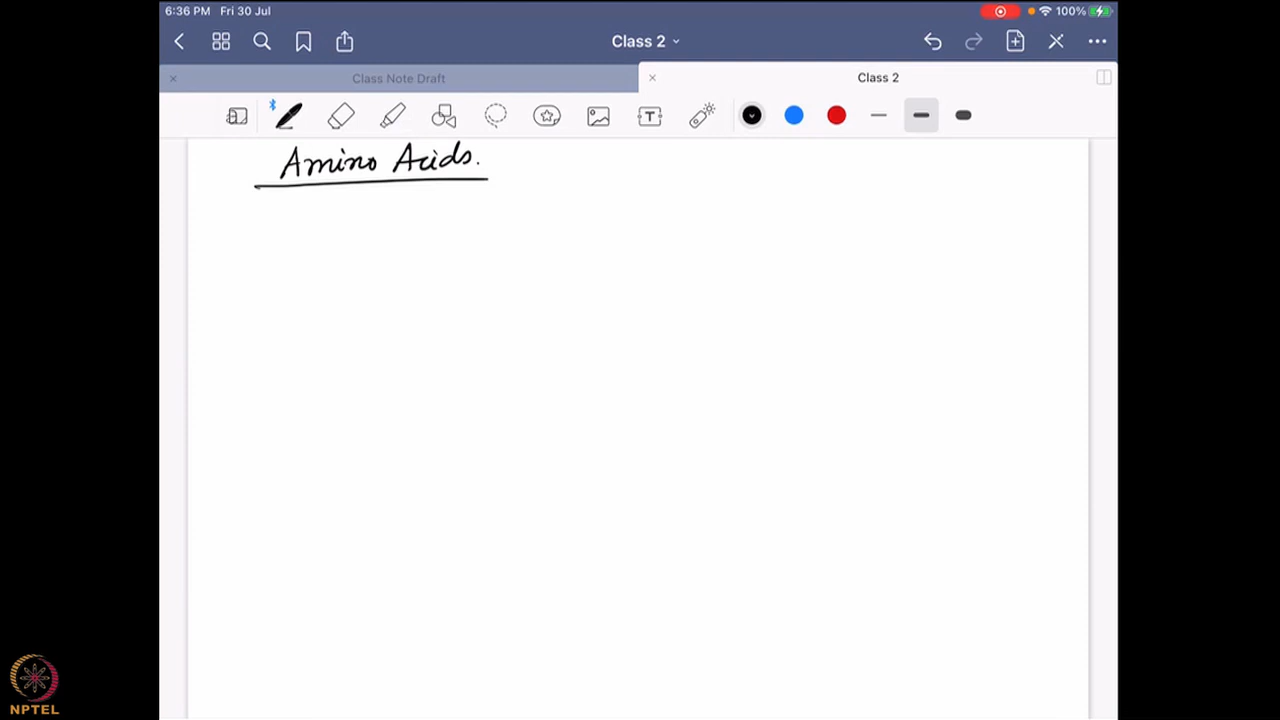 6:36 PM Fri 30 Jul 100%
Class 2
Class Note Draft
Class 2
T
Amino Acids.
NPTEL